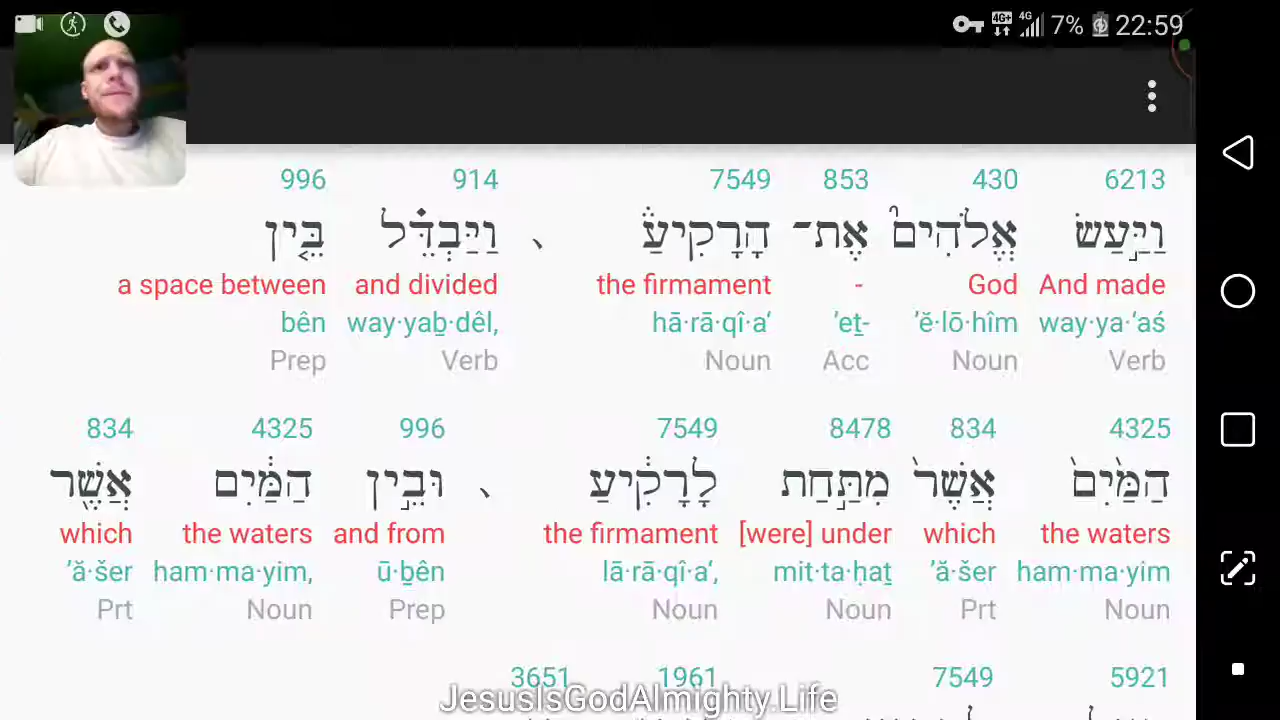 4G+ 4G 7% 22:59
6213 430 853 7549 914 996
וַיַּ֣עַשׂ אֱלֹהִים֮ אֶת־ הָרָקִיעַ֒ ׀ וַיַּבְדֵּ֗ל בֵּ֤ין
And made God - the firmament and divided a space between
way·ya·‘aś ’ĕ·lō·hîm ’eṯ- hā·rā·qî·a‘ way·yaḇ·dêl, bên
Verb Noun Acc Noun Verb Prep
4325 834 8478 7549 996 4325 834
הַמַּ֙יִם֙ אֲשֶׁר֙ מִתַּ֣חַת לָרָקִ֔יעַ ׀ וּבֵ֣ין הַמַּ֔יִם אֲשֶׁ֖ר
the waters which [were] under the firmament and from the waters which
ham·ma·yim ’ă·šer mit·ta·ḥaṯ lā·rā·qî·a‘, ū·ḇên ham·ma·yim, ’ă·šer
Noun Prt Noun Noun Prep Noun Prt
5921 7549 1961 3651
JesusIsGodAlmighty.Life